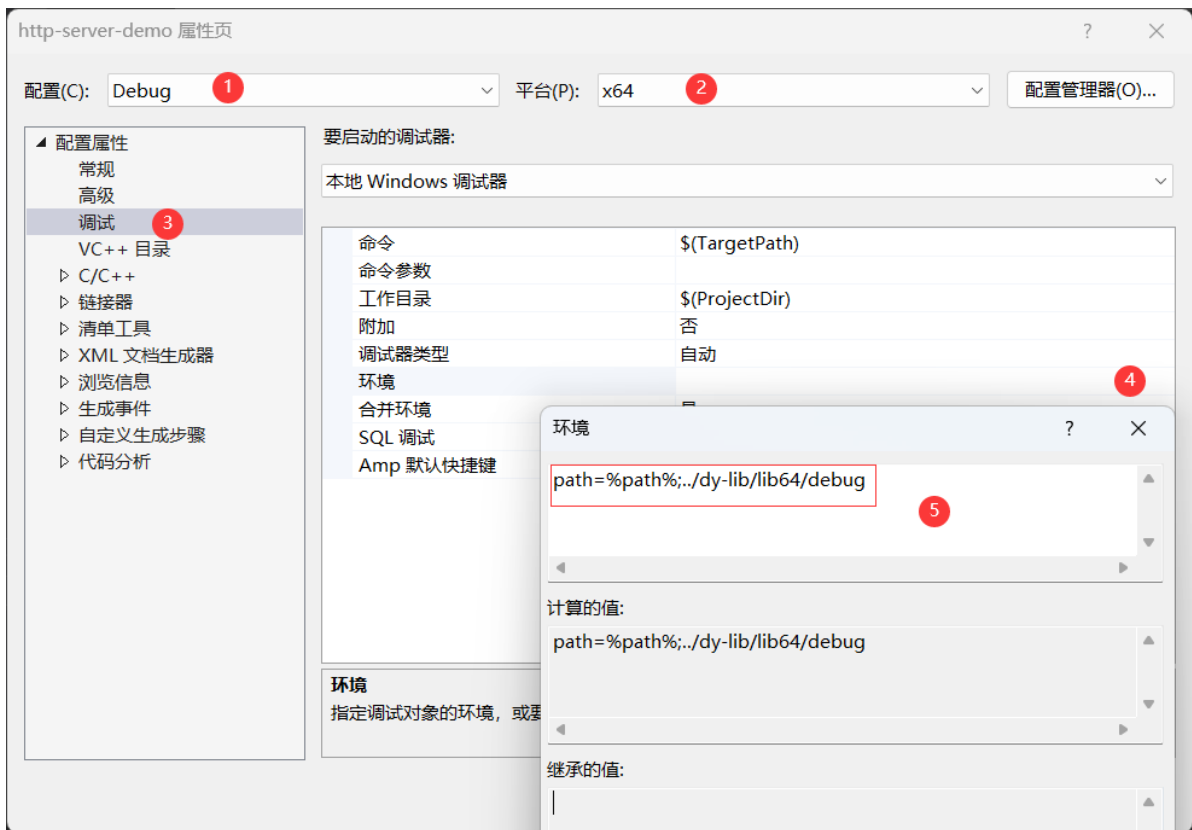 http-server-demo 属性页
配置(C): Debug 1 平台(P): x64 2 配置管理器(O)...
配置属性
常规
高级
调试 3
VC++ 目录
C/C++
链接器
清单工具
XML 文档生成器
浏览信息
生成事件
自定义生成步骤
代码分析
要启动的调试器:
本地 Windows 调试器
命令 $(TargetPath)
命令参数
工作目录 $(ProjectDir)
附加 否
调试器类型 自动
环境 4
合并环境
SQL 调试
Amp 默认快捷键
环境
指定调试对象的环境，或要
环境 ?
path=%path%;../dy-lib/lib64/debug
5
计算的值:
path=%path%;../dy-lib/lib64/debug
继承的值: